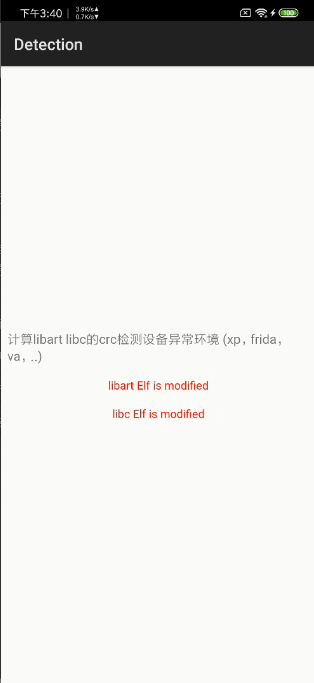 下午3:40 3.9K/s▲
0.7K/s▼ 100
Detection
计算libart libc的crc检测设备异常环境 (xp, frida,
va, ..)
libart Elf is modified
libc Elf is modified